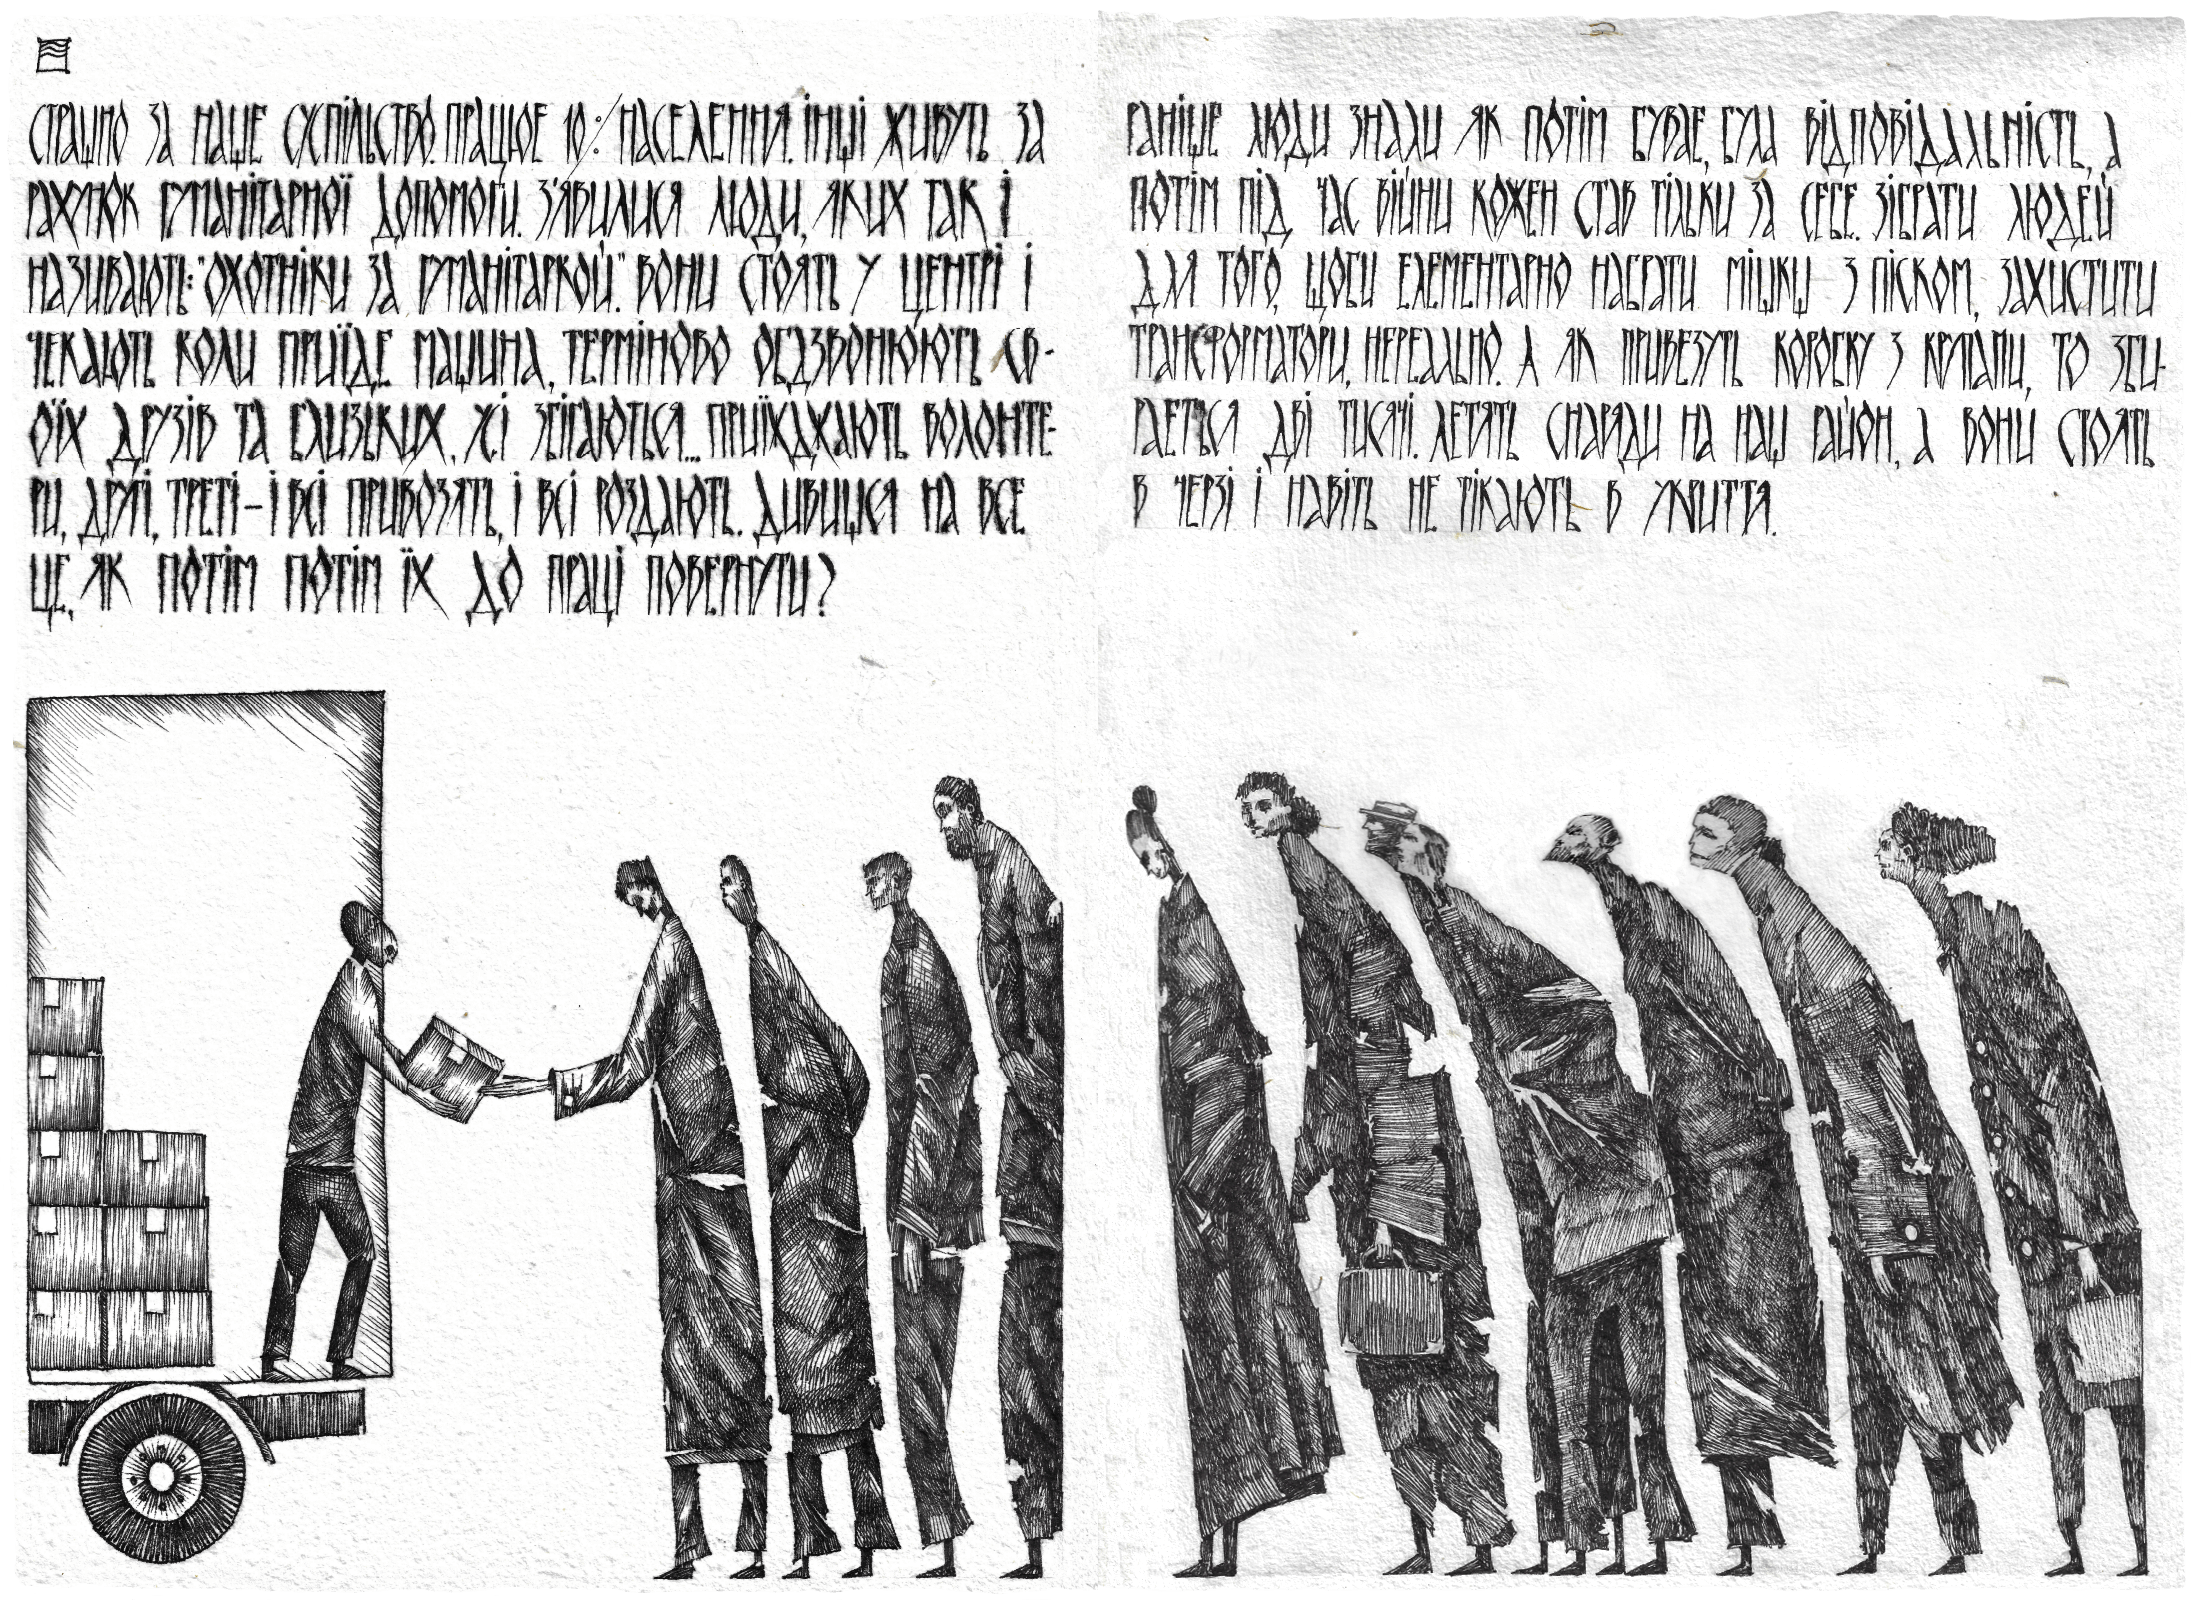 СТРАШНО ЗА НАШЕ СУСПІЛЬСТВО. ПРАЦЮЄ 10% НАСЕЛЕННЯ. ІНШІ ЖИВУТЬ ЗА
РАХУНОК ГУМАНІТАРНОЇ ДОПОМОГИ. З'ЯВИЛИСЯ ЛЮДИ, ЯКИХ ТАК І
НАЗИВАЮТЬ: "ОХОТНІКИ ЗА ГУМАНІТАРКОЙ". ВОНИ СТОЯТЬ У ЦЕНТРІ І
ЧЕКАЮТЬ КОЛИ ПРИЇДЕ МАШИНА, ТЕРМІНОВО ОБДЗВОНЮЮТЬ СВ-
ОЇХ ДРУЗІВ ТА БЛИЗЬКИХ, УСІ ЗБІГАЮТЬСЯ... ПРИЇЖДЖАЮТЬ ВОЛОНТЕ-
РИ, ДРУГІ, ТРЕТІ - І ВСІ ПРИВОЗЯТЬ, І ВСІ РОЗДАЮТЬ. ДИВИШСЯ НА ВСЕ
ЦЕ, ЯК ПОТІМ ПОТІМ ЇХ ДО ПРАЦІ ПОВЕРНУТИ?
РАНІШЕ ЛЮДИ ЗНАЛИ ЯК ПОТІМ БУВАЄ, БУЛА ВІДПОВІДАЛЬНІСТЬ, А
ПОТІМ ПІД ЧАС ВІЙНИ КОЖЕН СТАВ ТІЛЬКИ ЗА СЕБЕ. ЗІБРАТИ ЛЮДЕЙ
ДЛЯ ТОГО, ЩОБИ ЕЛЕМЕНТАРНО НАБРАТИ МІШКИ З ПІСКОМ, ЗАХИСТИТИ
ТРАНСФОРМАТОРИ, НЕРЕАЛЬНО. А ЯК ПРИВЕЗУТЬ КОРОБКУ З КРУПАМИ, ТО ЗБИ-
РАЄТЬСЯ ДВІ ТИСЯЧІ. ЛЕТЯТЬ СНАРЯДИ НА НАШ РАЙОН, А ВОНИ СТОЯТЬ
В ЧЕРЗІ І НАВІТЬ НЕ ТІКАЮТЬ В УКРИТТЯ.